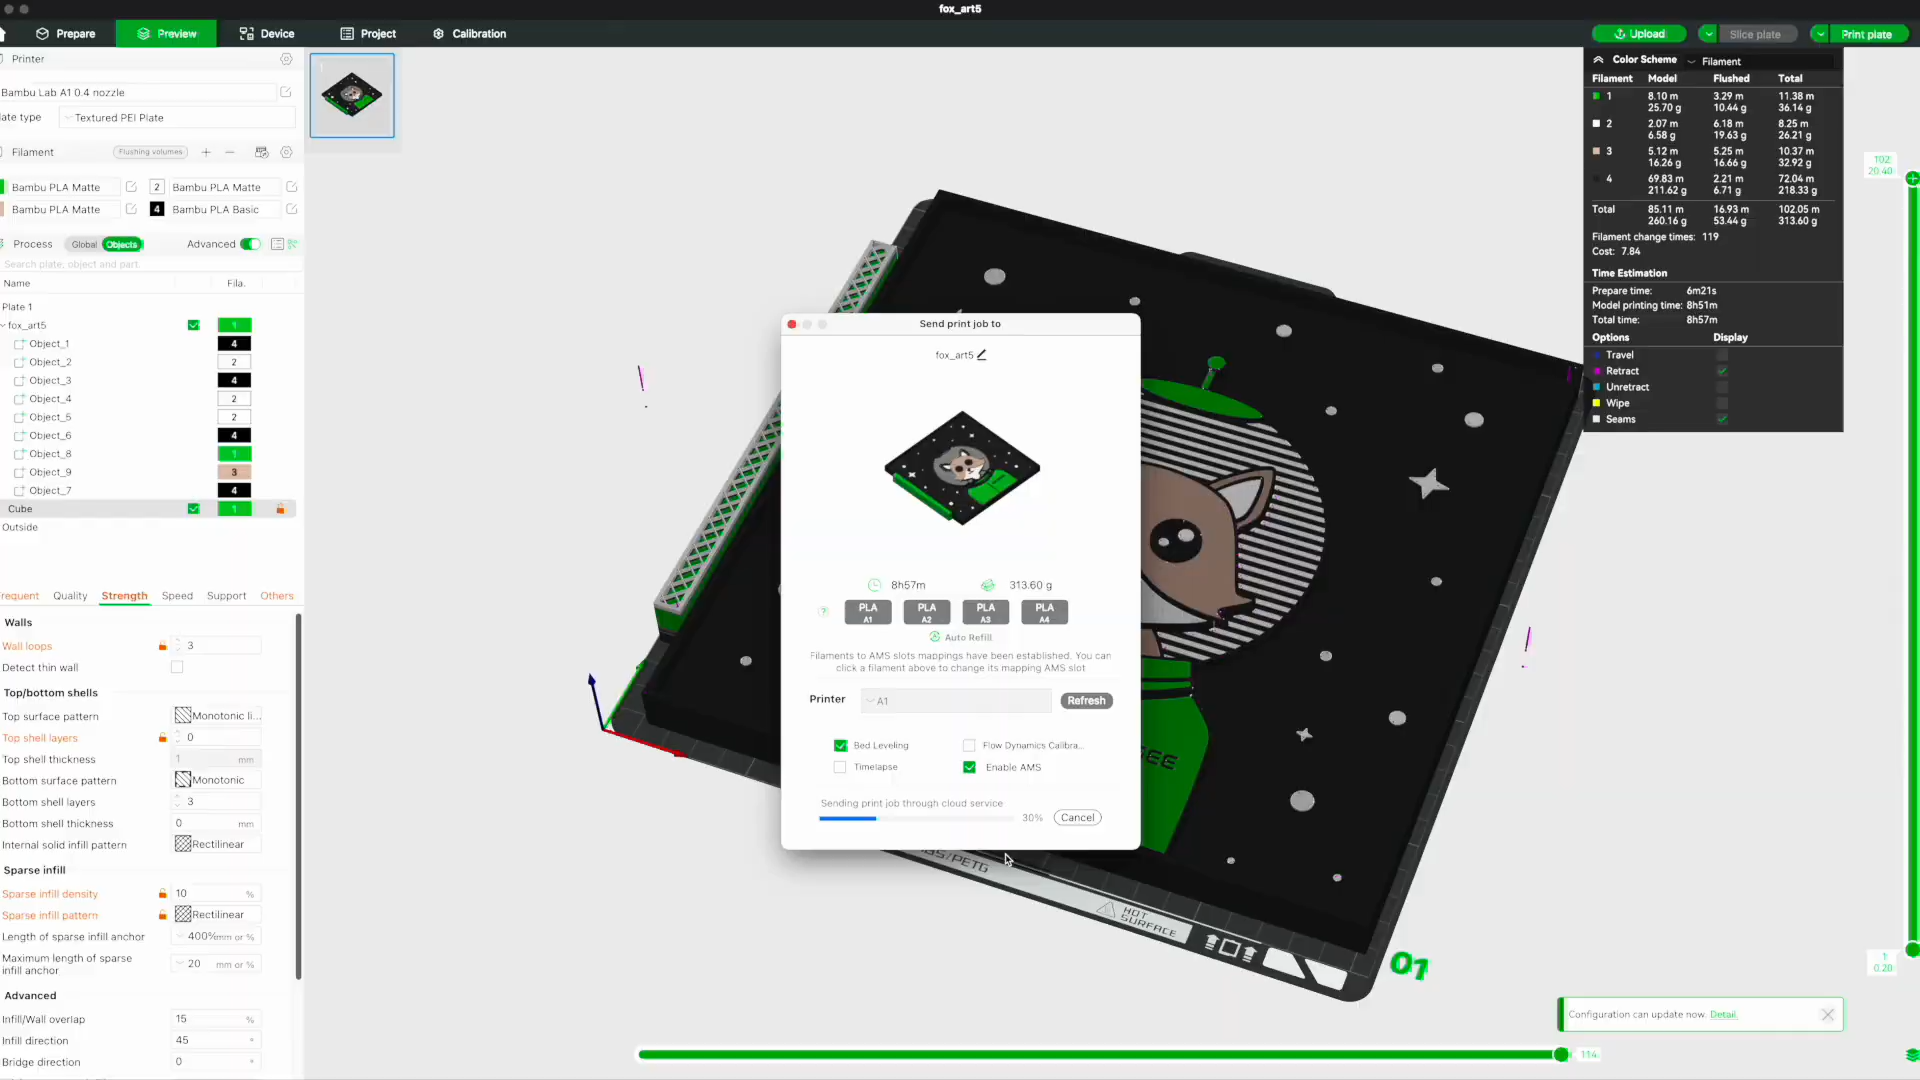 fox_art5
Prepare Preview Device Project Calibration Upload Slice plate Print plate
Printer
Bambu Lab A1 0.4 nozzle
ate type Textured PEI Plate
Filament Flushing volumes + −
Bambu PLA Matte 2 Bambu PLA Matte
Bambu PLA Matte 4 Bambu PLA Basic
Process Global Objects Advanced
Search plate, object and part.
Name Fila.
Plate 1
fox_art5 1
Object_1 4
Object_2 2
Object_3 4
Object_4 2
Object_5 2
Object_6 4
Object_8 1
Object_9 3
Object_7 4
Cube 1
Outside
requent Quality Strength Speed Support Others
Walls
Wall loops 3
Detect thin wall
Top/bottom shells
Top surface pattern Monotonic li...
Top shell layers 0
Top shell thickness 1 mm
Bottom surface pattern Monotonic
Bottom shell layers 3
Bottom shell thickness 0 mm
Internal solid infill pattern Rectilinear
Sparse infill
Sparse infill density 10 %
Sparse infill pattern Rectilinear
Length of sparse infill anchor 400% mm or %
Maximum length of sparse
infill anchor 20 mm or %
Advanced
Infill/Wall overlap 15 %
Infill direction 45 °
Bridge direction 0 °
Send print job to
fox_art5
8h57m 313.60 g
? PLA A1 PLA A2 PLA A3 PLA A4
Auto Refill
Filaments to AMS slots mappings have been established. You can
click a filament above to change its mapping AMS slot
Printer A1 Refresh
Bed Leveling Flow Dynamics Calibra...
Timelapse Enable AMS
Sending print job through cloud service
30% Cancel
/PETG
HOT
SURFACE
01
Color Scheme Filament
Filament Model Flushed Total
1 8.10 m 3.29 m 11.38 m
25.70 g 10.44 g 36.14 g
2 2.07 m 6.18 m 8.25 m
6.58 g 19.63 g 26.21 g
3 5.12 m 5.25 m 10.37 m
16.26 g 16.66 g 32.92 g
4 69.83 m 2.21 m 72.04 m
211.62 g 6.71 g 218.33 g
Total 85.11 m 16.93 m 102.05 m
260.16 g 53.44 g 313.60 g
Filament change times: 119
Cost: 7.84
Time Estimation
Prepare time: 6m21s
Model printing time: 8h51m
Total time: 8h57m
Options Display
Travel
Retract
Unretract
Wipe
Seams
102
20.40
1
0.20
Configuration can update now. Detail.
114